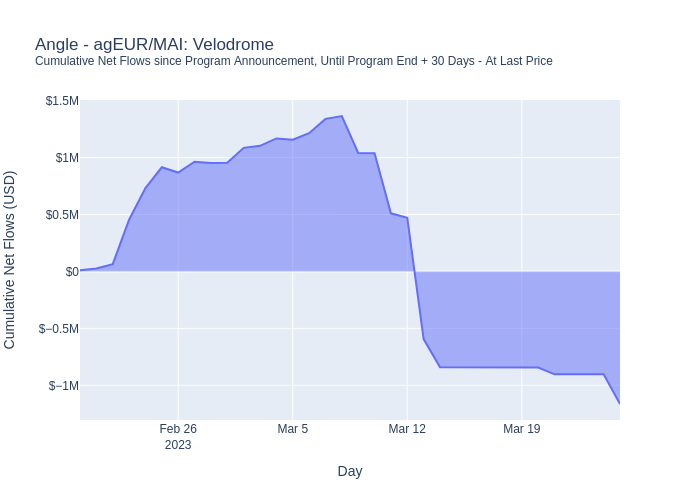 Angle - agEUR/MAI: Velodrome
Cumulative Net Flows since Program Announcement, Until Program End + 30 Days - At Last Price
Cumulative Net Flows (USD)
$1.5M
$1M
$0.5M
$0
$−0.5M
$−1M
Feb 26
2023
Mar 5
Mar 12
Mar 19
Day